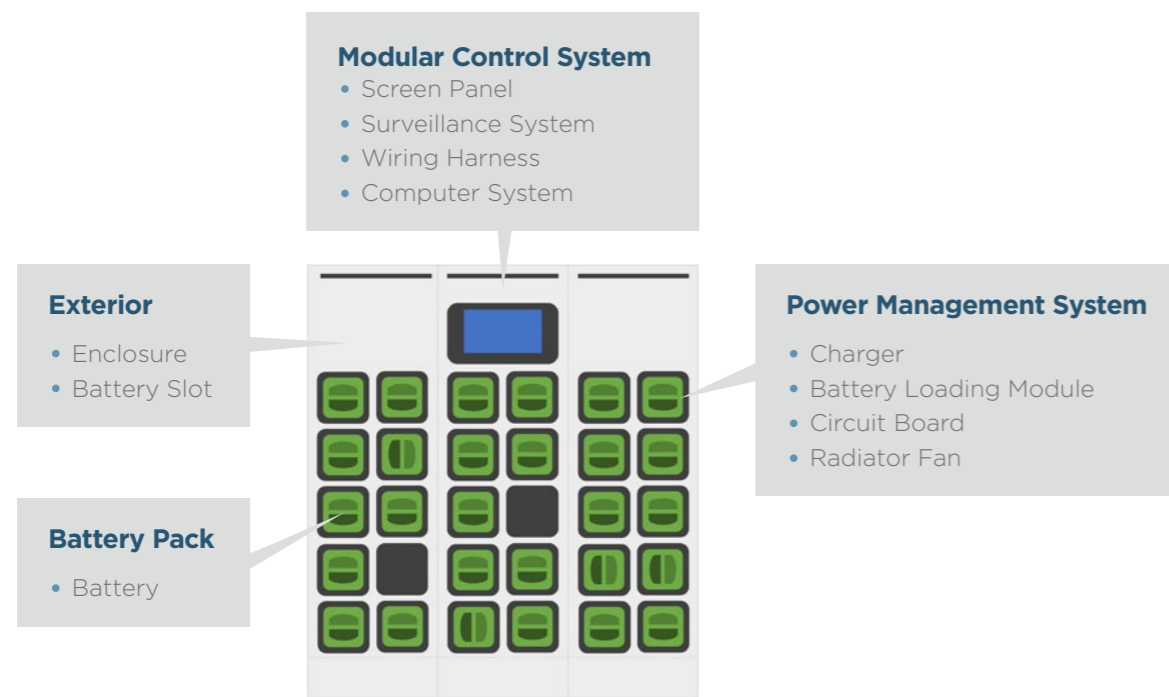 Modular Control System
• Screen Panel
• Surveillance System
• Wiring Harness
• Computer System
Exterior
• Enclosure
• Battery Slot
Power Management System
• Charger
• Battery Loading Module
• Circuit Board
• Radiator Fan
Battery Pack
• Battery